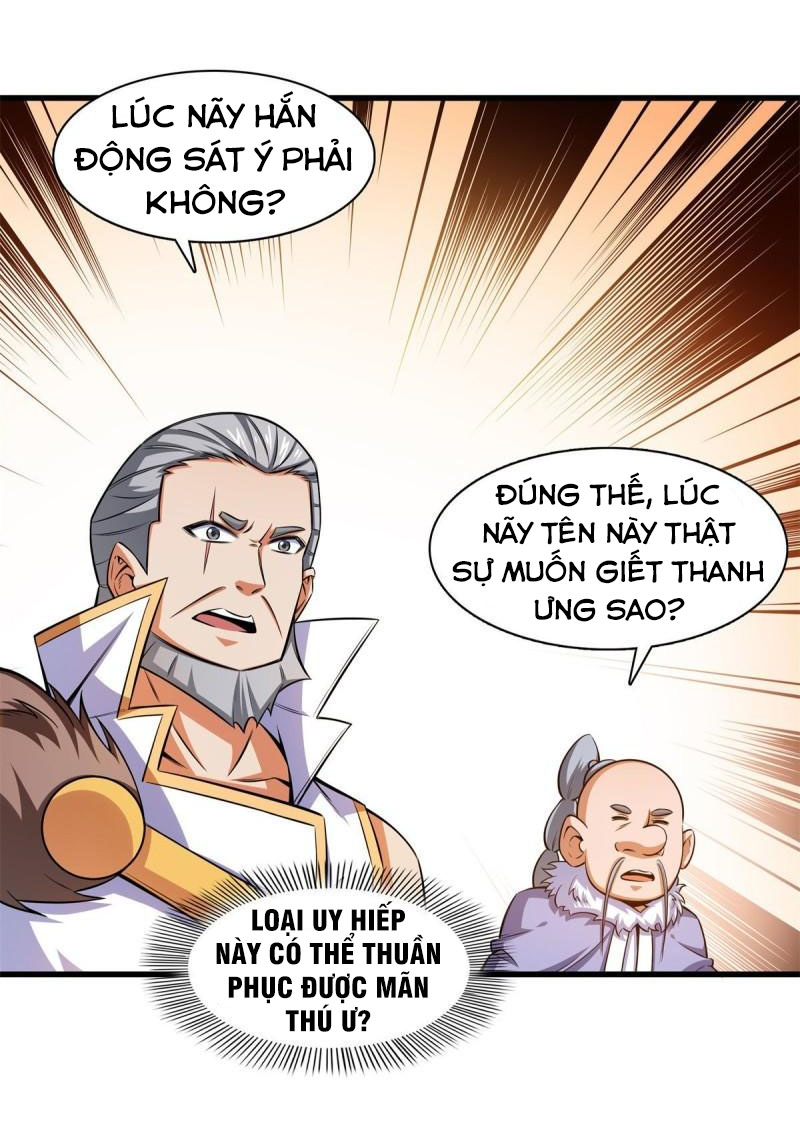 LÚC NÃY HẮN
ĐỘNG SÁT Ý PHẢI
KHÔNG?
ĐÚNG THẾ, LÚC
NÃY TÊN NÀY THẬT
SỰ MUỐN GIẾT THANH
ƯNG SAO?
LOẠI UY HIẾP
NÀY CÓ THỂ THUẦN
PHỤC ĐƯỢC MÃN
THÚ Ư?